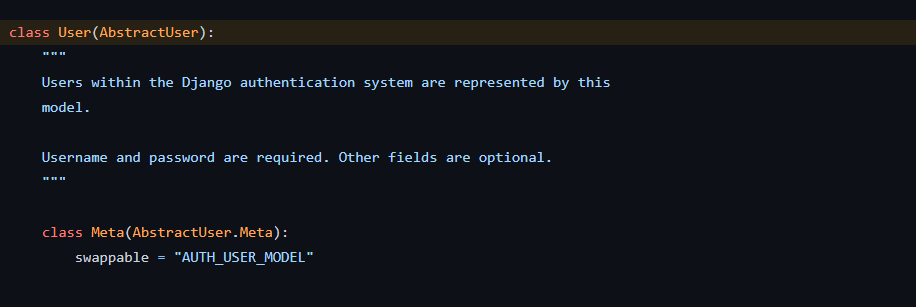 class User(AbstractUser):
"""
Users within the Django authentication system are represented by this
model.
Username and password are required. Other fields are optional.
"""
class Meta(AbstractUser.Meta):
swappable = "AUTH_USER_MODEL"